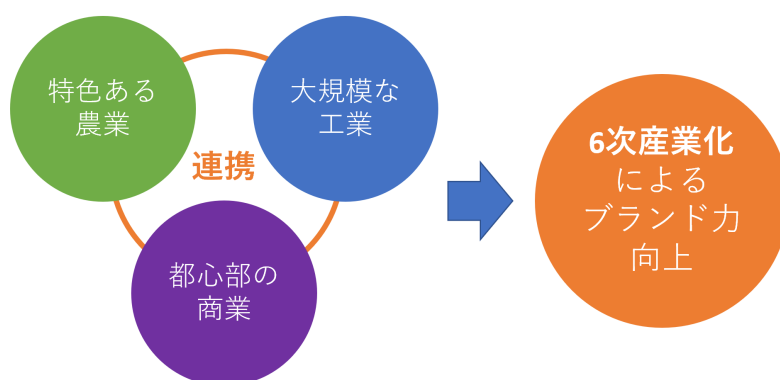 特色ある
農業
大規模な
工業
連携
都心部の
商業
6次産業化
による
ブランド力
向上